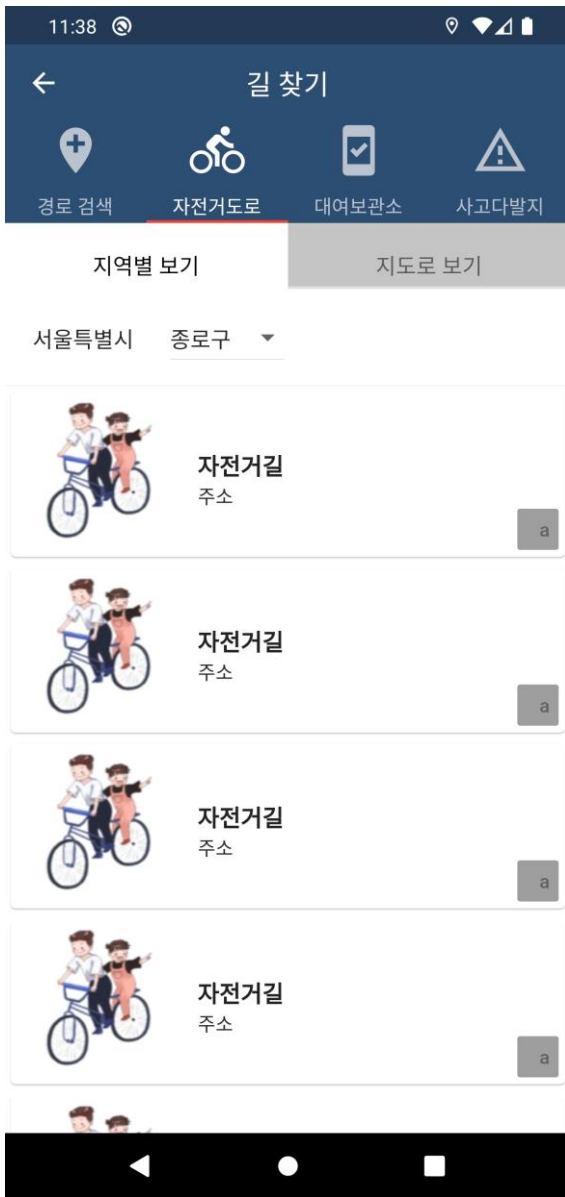 11:38
길 찾기
경로 검색 자전거도로 대여보관소 사고다발지
지역별 보기 지도로 보기
서울특별시 종로구
자전거길
주소
a
자전거길
주소
a
자전거길
주소
a
자전거길
주소
a